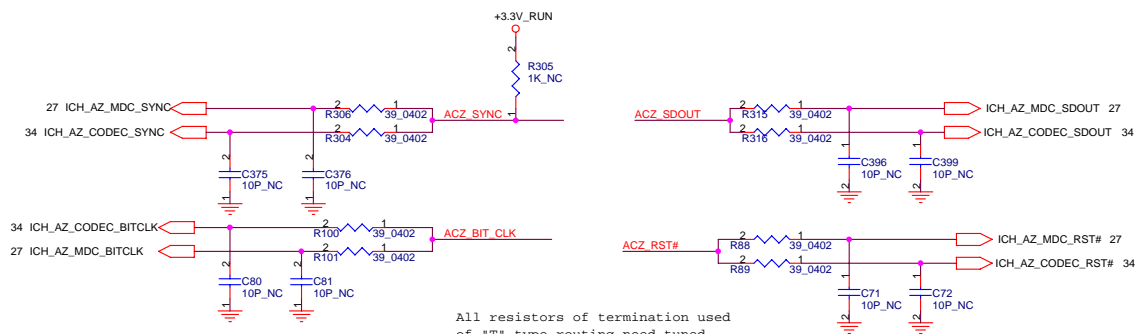 +3.3V_RUN
2
R305
1K_NC
1
27 ICH_AZ_MDC_SYNC
2 1
R306 39_0402
ACZ_SYNC
34 ICH_AZ_CODEC_SYNC
2 1
R304 39_0402
2 2
C375 C376
10P_NC 10P_NC
1 1
ACZ_SDOUT
2 1
R315 39_0402
ICH_AZ_MDC_SDOUT 27
2 1
R316 39_0402
ICH_AZ_CODEC_SDOUT 34
1 1
C396 C399
10P_NC 10P_NC
2 2
34 ICH_AZ_CODEC_BITCLK
2 1
R100 39_0402
ACZ_BIT_CLK
27 ICH_AZ_MDC_BITCLK
2 1
R101 39_0402
2 2
C80 C81
10P_NC 10P_NC
1 1
ACZ_RST#
2 1
R88 39_0402
ICH_AZ_MDC_RST# 27
2 1
R89 39_0402
ICH_AZ_CODEC_RST# 34
1 1
C71 C72
10P_NC 10P_NC
2 2
All resistors of termination used
of "T" type routing need tuned